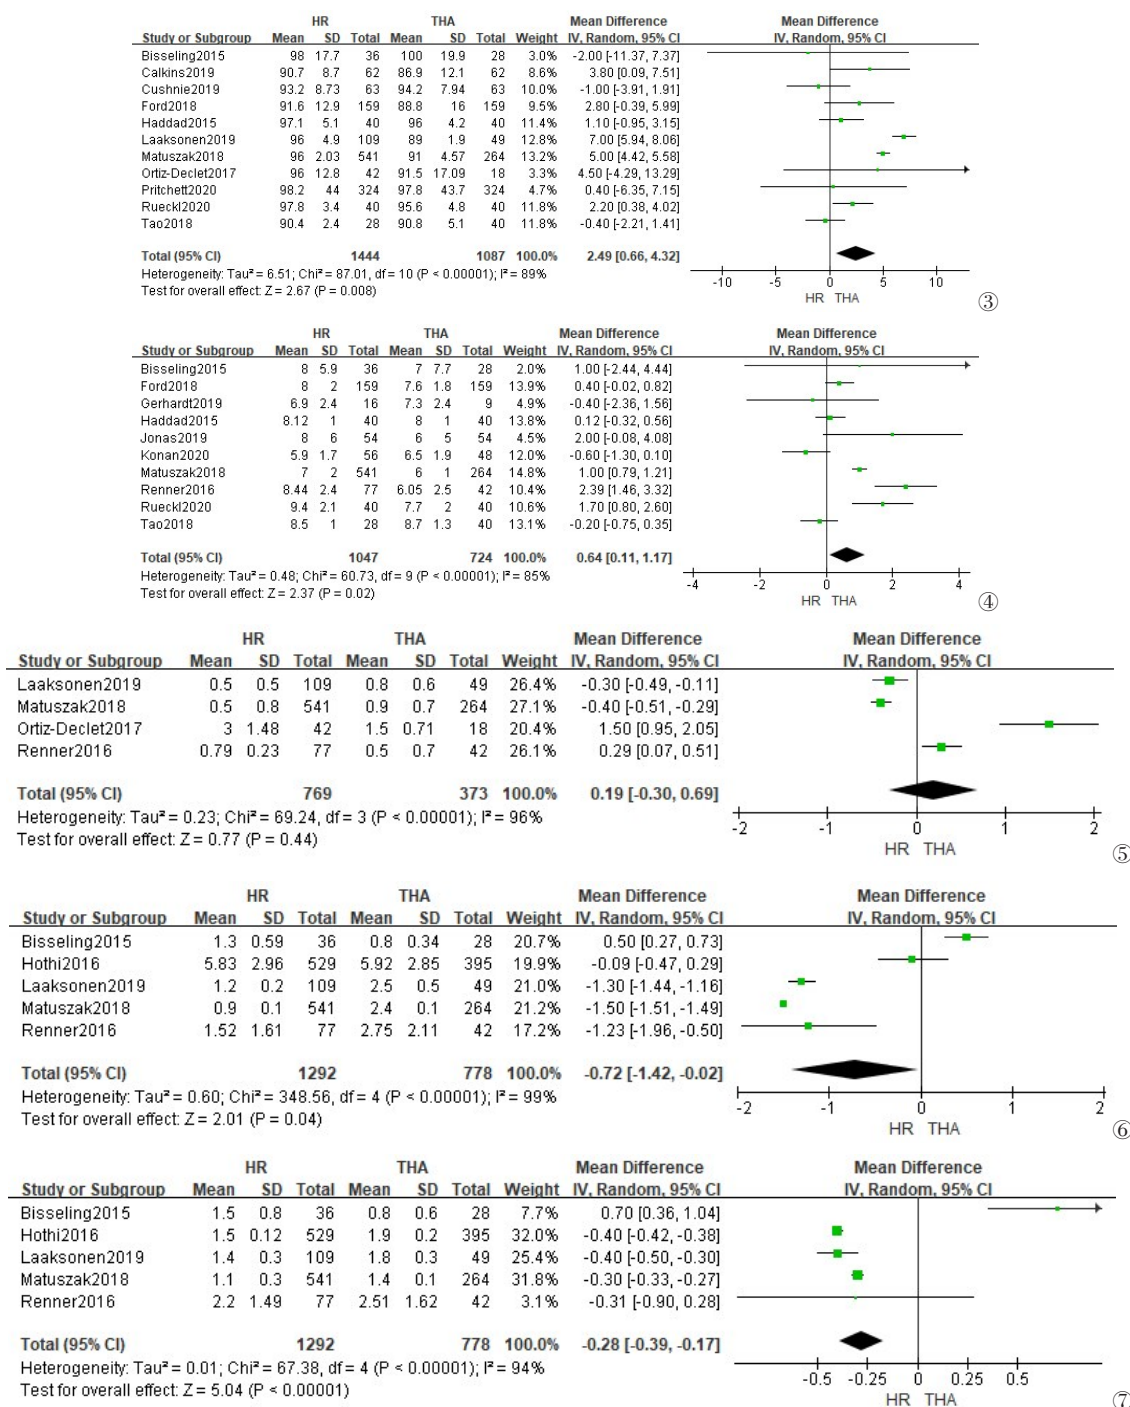 HR THA Mean Difference Mean Difference
Study or Subgroup Mean SD Total Mean SD Total Weight IV, Random, 95% CI IV, Random, 95% CI
Bisseling2015 98 17.7 36 100 19.9 28 3.0% -2.00 [-11.37, 7.37]
Calkins2019 90.7 8.7 62 86.9 12.1 62 8.6% 3.80 [0.09, 7.51]
Cushnie2019 93.2 8.73 63 94.2 7.94 63 10.0% -1.00 [-3.91, 1.91]
Ford2018 91.6 12.9 159 88.8 16 159 9.5% 2.80 [-0.39, 5.99]
Haddad2015 97.1 5.1 40 96 4.2 40 11.4% 1.10 [-0.95, 3.15]
Laaksonen2019 96 4.9 109 89 1.9 49 12.8% 7.00 [5.94, 8.06]
Matuszak2018 96 2.03 541 91 4.57 264 13.2% 5.00 [4.42, 5.58]
Ortiz-Declet2017 96 12.8 42 91.5 17.09 18 3.3% 4.50 [-4.29, 13.29]
Pritchett2020 98.2 44 324 97.8 43.7 324 4.7% 0.40 [-6.35, 7.15]
Rueckl2020 97.8 3.4 40 95.6 4.8 40 11.8% 2.20 [0.38, 4.02]
Tao2018 90.4 2.4 28 90.8 5.1 40 11.8% -0.40 [-2.21, 1.41]
Total (95% CI) 1444 1087 100.0% 2.49 [0.66, 4.32]
Heterogeneity: Tau² = 6.51; Chi² = 87.01, df = 10 (P < 0.00001); I² = 89%
Test for overall effect: Z = 2.67 (P = 0.008)
-10 -5 0 5 10
HR THA
③
HR THA Mean Difference Mean Difference
Study or Subgroup Mean SD Total Mean SD Total Weight IV, Random, 95% CI IV, Random, 95% CI
Bisseling2015 8 5.9 36 7 7.7 28 2.0% 1.00 [-2.44, 4.44]
Ford2018 8 2 159 7.6 1.8 159 13.9% 0.40 [-0.02, 0.82]
Gerhardt2019 6.9 2.4 16 7.3 2.4 9 4.9% -0.40 [-2.36, 1.56]
Haddad2015 8.12 1 40 8 1 40 13.8% 0.12 [-0.32, 0.56]
Jonas2019 8 6 54 6 5 54 4.5% 2.00 [-0.08, 4.08]
Konan2020 5.9 1.7 56 6.5 1.9 48 12.0% -0.60 [-1.30, 0.10]
Matuszak2018 7 2 541 6 1 264 14.8% 1.00 [0.79, 1.21]
Renner2016 8.44 2.4 77 6.05 2.5 42 10.4% 2.39 [1.46, 3.32]
Rueckl2020 9.4 2.1 40 7.7 2 40 10.6% 1.70 [0.80, 2.60]
Tao2018 8.5 1 28 8.7 1.3 40 13.1% -0.20 [-0.75, 0.35]
Total (95% CI) 1047 724 100.0% 0.64 [0.11, 1.17]
Heterogeneity: Tau² = 0.48; Chi² = 60.73, df = 9 (P < 0.00001); I² = 85%
Test for overall effect: Z = 2.37 (P = 0.02)
-4 -2 0 2 4
HR THA
④
HR THA Mean Difference Mean Difference
Study or Subgroup Mean SD Total Mean SD Total Weight IV, Random, 95% CI IV, Random, 95% CI
Laaksonen2019 0.5 0.5 109 0.8 0.6 49 26.4% -0.30 [-0.49, -0.11]
Matuszak2018 0.5 0.8 541 0.9 0.7 264 27.1% -0.40 [-0.51, -0.29]
Ortiz-Declet2017 3 1.48 42 1.5 0.71 18 20.4% 1.50 [0.95, 2.05]
Renner2016 0.79 0.23 77 0.5 0.7 42 26.1% 0.29 [0.07, 0.51]
Total (95% CI) 769 373 100.0% 0.19 [-0.30, 0.69]
Heterogeneity: Tau² = 0.23; Chi² = 69.24, df = 3 (P < 0.00001); I² = 96%
Test for overall effect: Z = 0.77 (P = 0.44)
-2 -1 0 1 2
HR THA
⑤
HR THA Mean Difference Mean Difference
Study or Subgroup Mean SD Total Mean SD Total Weight IV, Random, 95% CI IV, Random, 95% CI
Bisseling2015 1.3 0.59 36 0.8 0.34 28 20.7% 0.50 [0.27, 0.73]
Hothi2016 5.83 2.96 529 5.92 2.85 395 19.9% -0.09 [-0.47, 0.29]
Laaksonen2019 1.2 0.2 109 2.5 0.5 49 21.0% -1.30 [-1.44, -1.16]
Matuszak2018 0.9 0.1 541 2.4 0.1 264 21.2% -1.50 [-1.51, -1.49]
Renner2016 1.52 1.61 77 2.75 2.11 42 17.2% -1.23 [-1.96, -0.50]
Total (95% CI) 1292 778 100.0% -0.72 [-1.42, -0.02]
Heterogeneity: Tau² = 0.60; Chi² = 348.56, df = 4 (P < 0.00001); I² = 99%
Test for overall effect: Z = 2.01 (P = 0.04)
-2 -1 0 1 2
HR THA
⑥
HR THA Mean Difference Mean Difference
Study or Subgroup Mean SD Total Mean SD Total Weight IV, Random, 95% CI IV, Random, 95% CI
Bisseling2015 1.5 0.8 36 0.8 0.6 28 7.7% 0.70 [0.36, 1.04]
Hothi2016 1.5 0.12 529 1.9 0.2 395 32.0% -0.40 [-0.42, -0.38]
Laaksonen2019 1.4 0.3 109 1.8 0.3 49 25.4% -0.40 [-0.50, -0.30]
Matuszak2018 1.1 0.3 541 1.4 0.1 264 31.8% -0.30 [-0.33, -0.27]
Renner2016 2.2 1.49 77 2.51 1.62 42 3.1% -0.31 [-0.90, 0.28]
Total (95% CI) 1292 778 100.0% -0.28 [-0.39, -0.17]
Heterogeneity: Tau² = 0.01; Chi² = 67.38, df = 4 (P < 0.00001); I² = 94%
Test for overall effect: Z = 5.04 (P < 0.00001)
-0.5 -0.25 0 0.25 0.5
HR THA
⑦